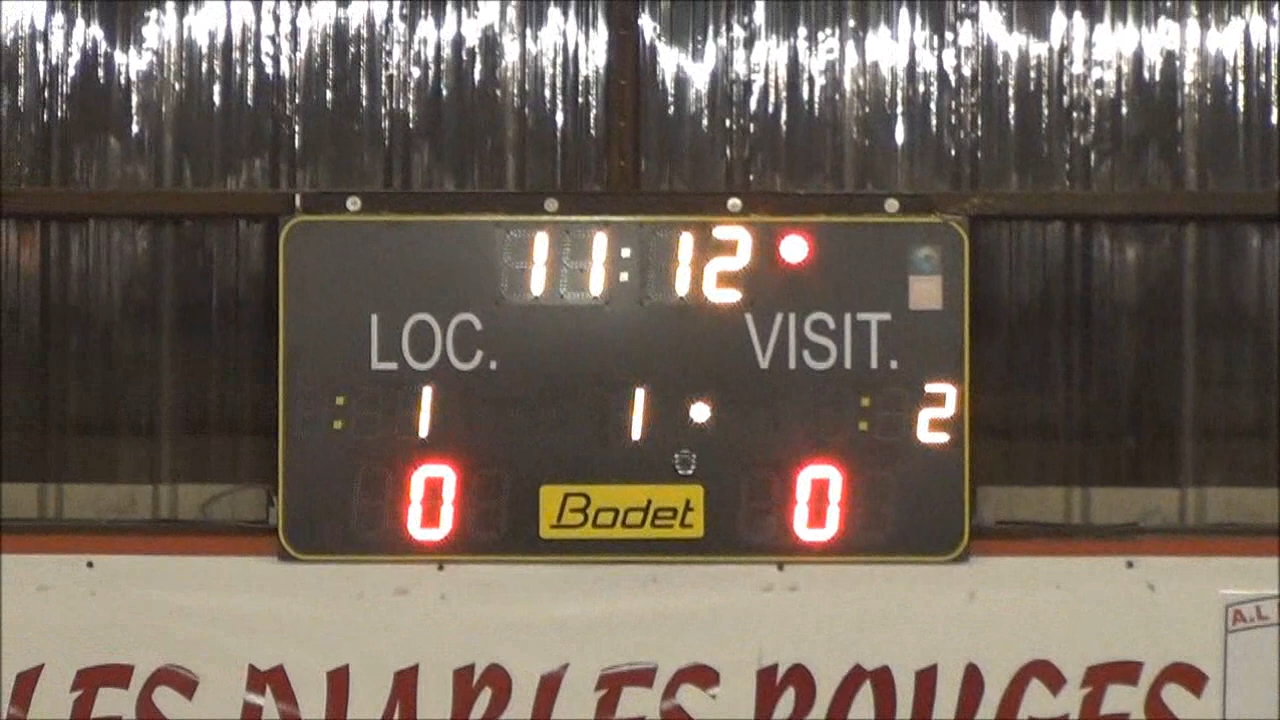 11:12
LOC. VISIT.
: 1 1 : 2
0 Bodet 0
A.L
LES DIABLES ROUGES